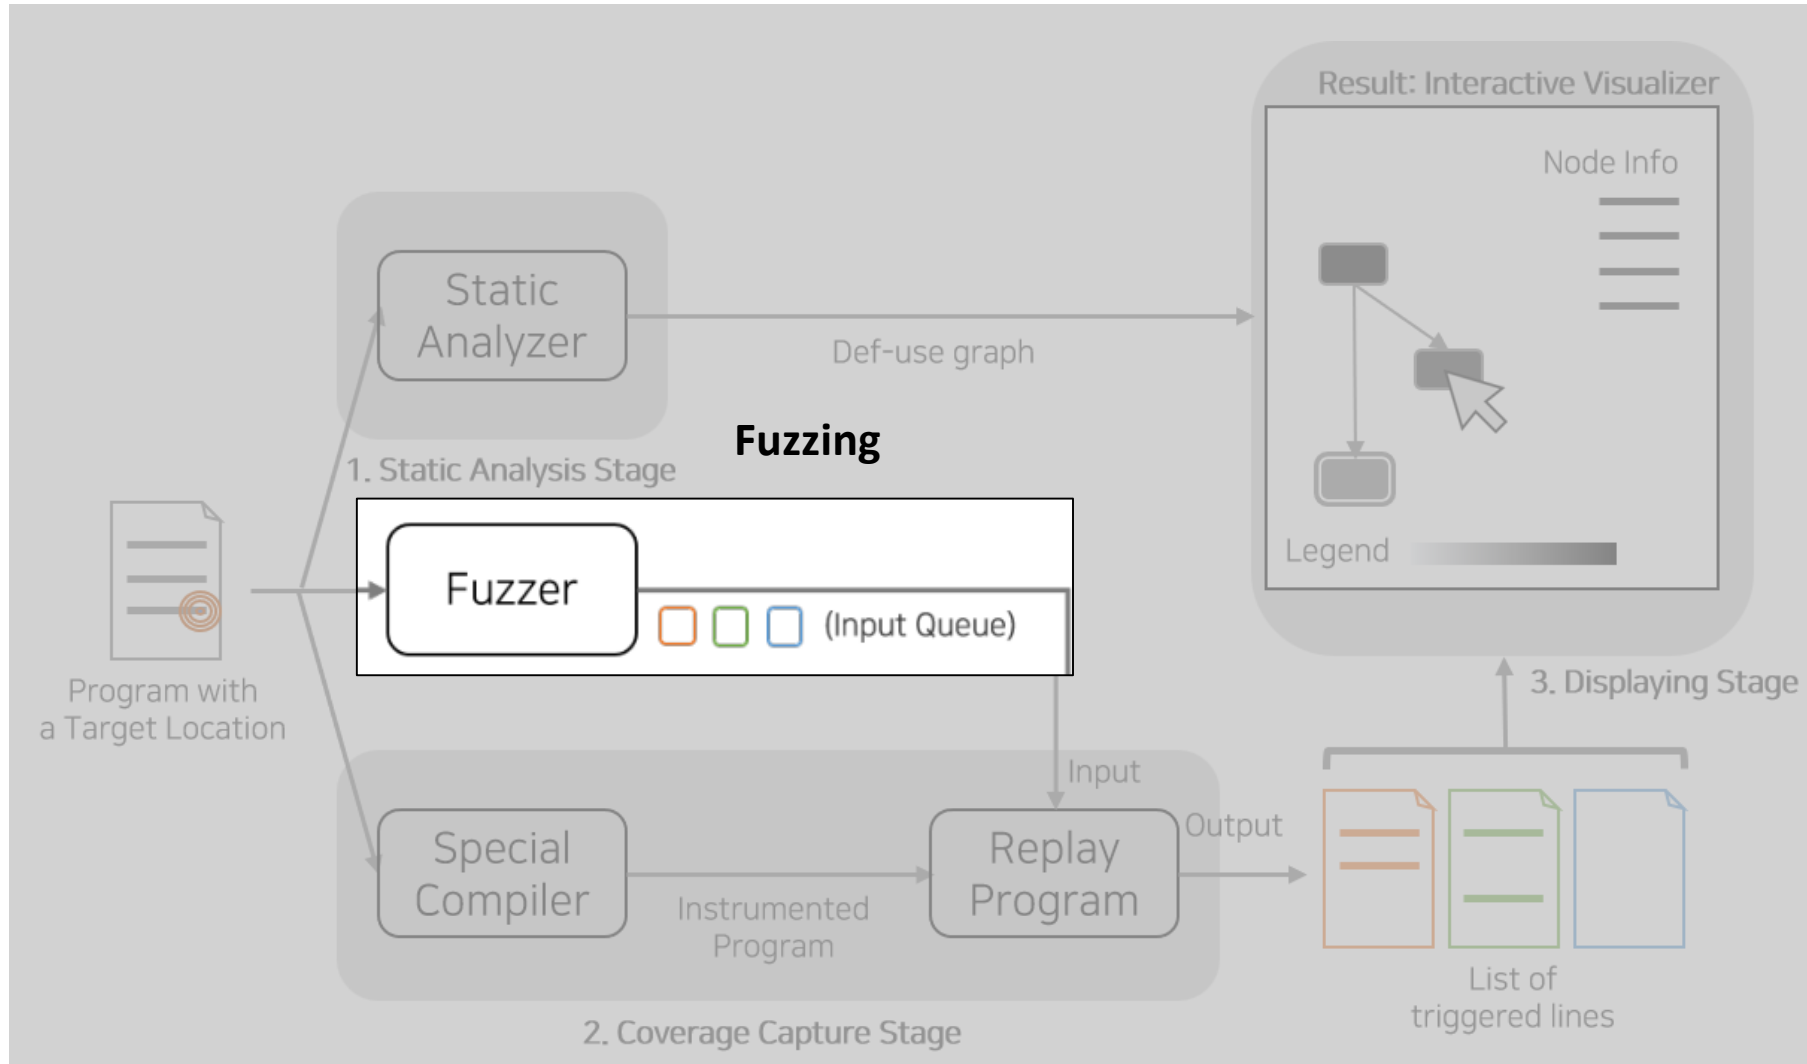 Result: Interactive Visualizer
Node Info
Static
Analyzer
Def-use graph
Fuzzing
1. Static Analysis Stage
Legend
Fuzzer
(Input Queue)
Program with
a Target Location
3. Displaying Stage
Input
Special
Compiler
Instrumented
Program
Replay
Program
Output
List of
triggered lines
2. Coverage Capture Stage